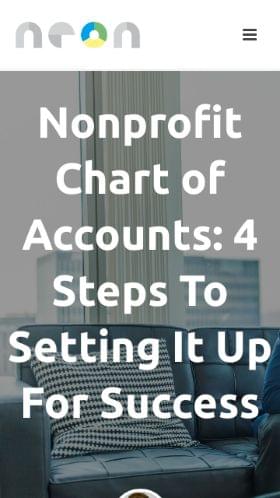 neon
Nonprofit
Chart of
Accounts: 4
Steps To
Setting It Up
For Success